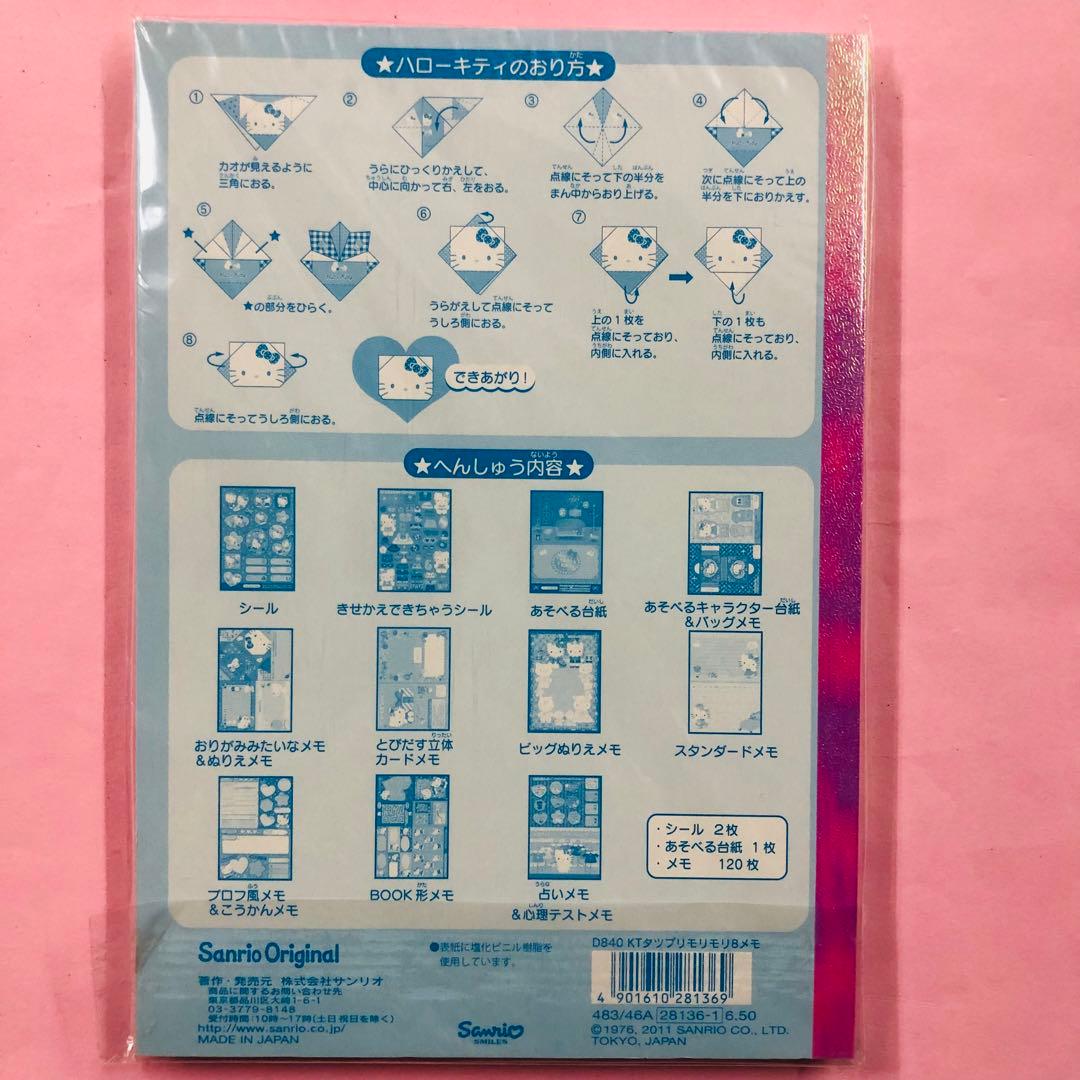 ★ハローキティのおり方★
①
カオが見えるように
三角におる。
②
うらにひっくりかえして、
中心に向かって右、左をおる。
③
点線にそって下の半分を
まん中からおり上げる。
④
次に点線にそって上の
半分を下におりかえす。
⑤
★の部分をひらく。
⑥
うらがえして点線にそって
うしろ側におる。
⑦
上の1枚を
点線にそっており、
内側に入れる。
下の1枚も
点線にそっており、
内側に入れる。
⑧
点線にそってうしろ側におる。
できあがり!
★へんしゅう内容★
シール
きせかえできちゃうシール
あそべる台紙
あそべるキャラクター台紙
&バッグメモ
おりがみみたいなメモ
&ぬりえメモ
とびだす立体
カードメモ
ビッグぬりえメモ
スタンダードメモ
プロフ風メモ
&こうかんメモ
BOOK形メモ
占いメモ
&心理テストメモ
・シール 2枚
・あそべる台紙 1枚
・メモ 120枚
Sanrio Original
著作・発売元 株式会社サンリオ
商品に関するお問い合わせ先
東京都品川区大崎1-6-1
03-3779-8148
受付時間:10時〜17時(土日祝日を除く)
http://www.sanrio.co.jp/
MADE IN JAPAN
●表紙に塩化ビニル樹脂を
使用しています。
Sanrio
SMILES
D840 KTタツプリモリモリ8メモ
4 901610 281369
483/46A 28136-1 6.50
©1976, 2011 SANRIO CO., LTD.
TOKYO, JAPAN